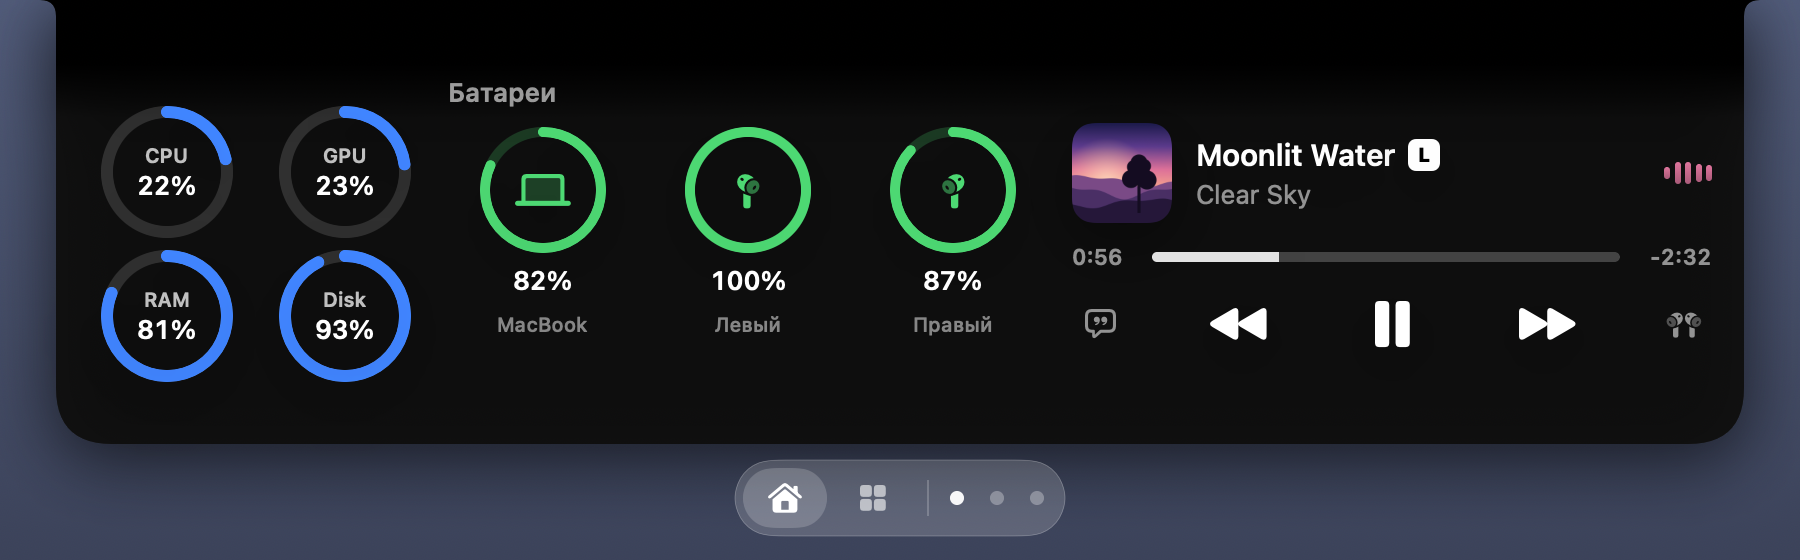 CPU
22%
GPU
23%
RAM
81%
Disk
93%
Батареи
82%
MacBook
100%
Левый
87%
Правый
Moonlit Water L
Clear Sky
0:56
-2:32